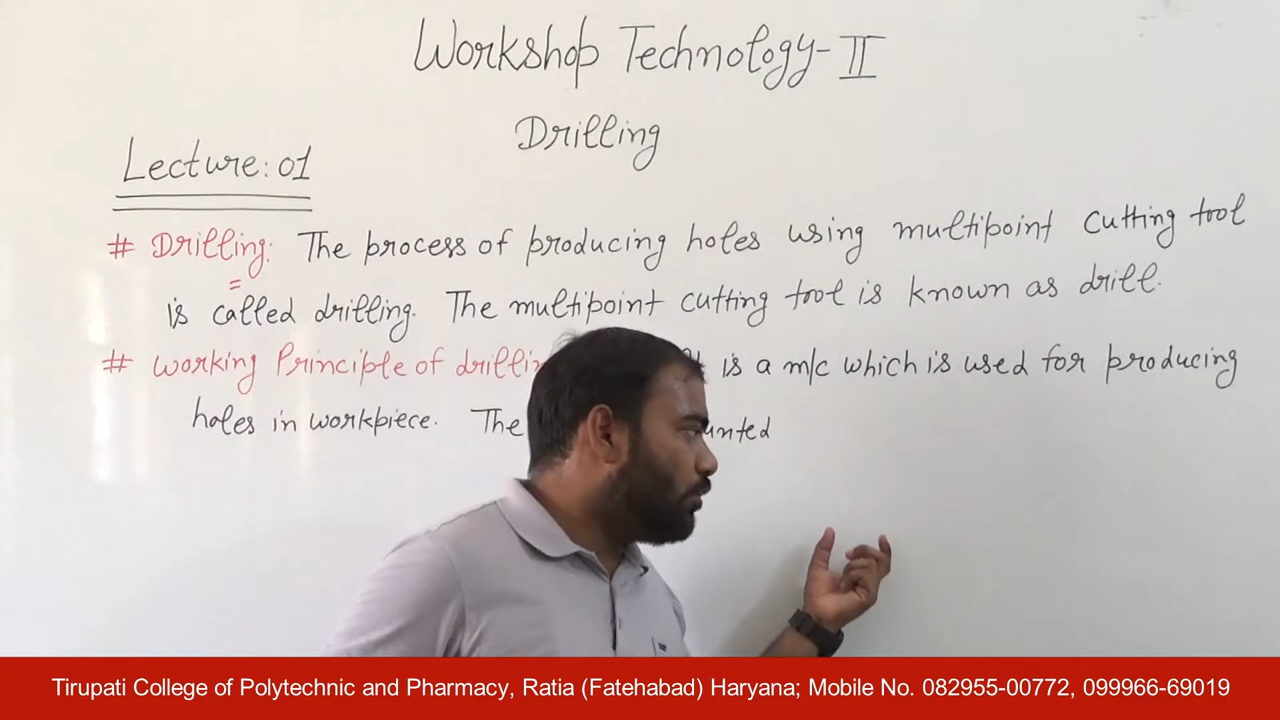 Workshop Technology-II
Drilling
Lecture: 01
# Drilling: The process of producing holes using multipoint cutting tool
is called drilling. The multipoint cutting tool is known as drill.
# Working Principle of is a m/c which is used for producing
holes in workpiece. The
Tirupati College of Polytechnic and Pharmacy, Ratia (Fatehabad) Haryana; Mobile No. 082955-00772, 099966-69019